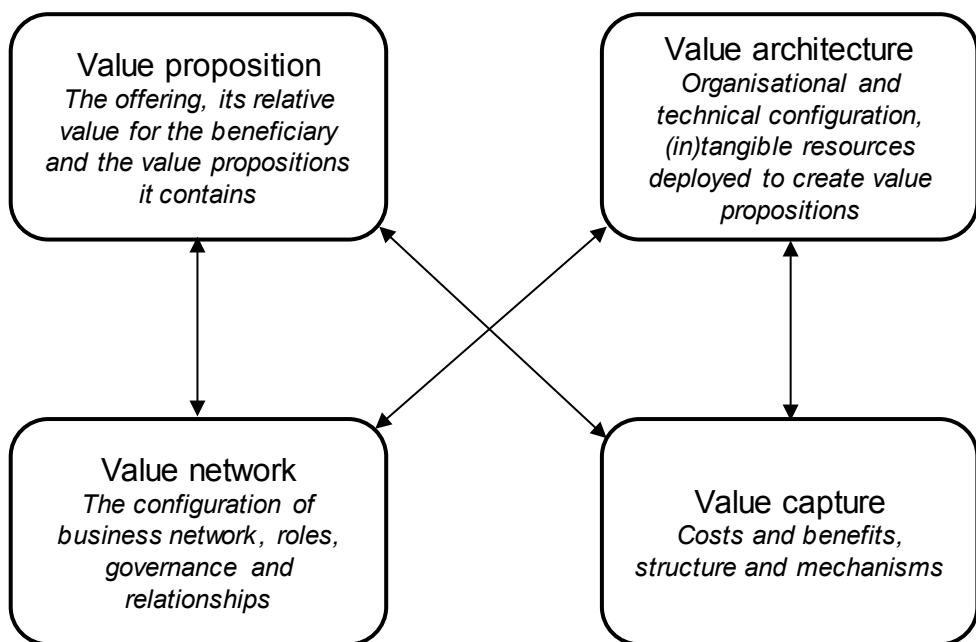 Value proposition
The offering, its relative
value for the beneficiary
and the value propositions
it contains
Value architecture
Organisational and
technical configuration,
(in)tangible resources
deployed to create value
propositions
Value network
The configuration of
business network, roles,
governance and
relationships
Value capture
Costs and benefits,
structure and mechanisms